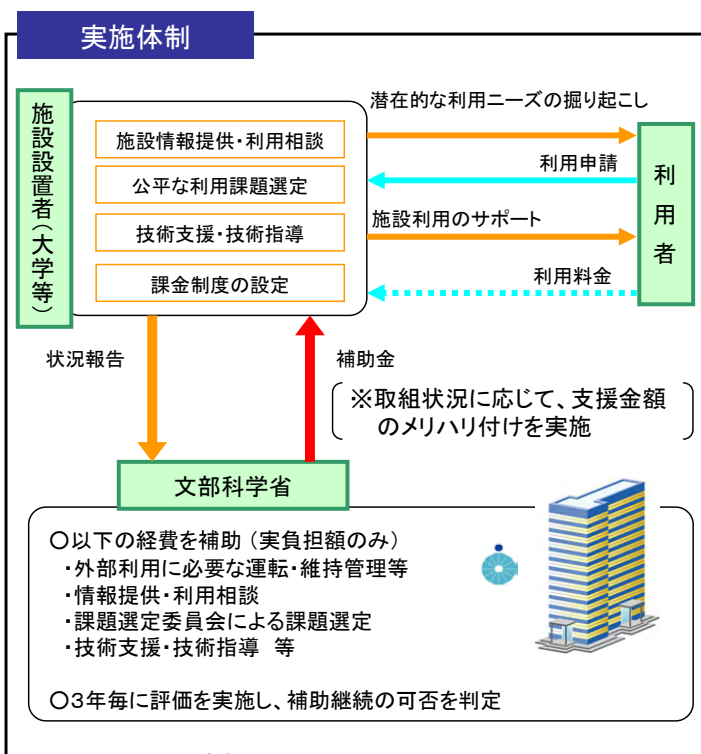 実施体制
施設設置者(大学等)
施設情報提供・利用相談
公平な利用課題選定
技術支援・技術指導
課金制度の設定
潜在的な利用ニーズの掘り起こし
利用申請
施設利用のサポート
利用料金
利用者
状況報告
補助金
※取組状況に応じて、支援金額
のメリハリ付けを実施
文部科学省
○以下の経費を補助(実負担額のみ)
・外部利用に必要な運転・維持管理等
・情報提供・利用相談
・課題選定委員会による課題選定
・技術支援・技術指導 等
○3年毎に評価を実施し、補助継続の可否を判定